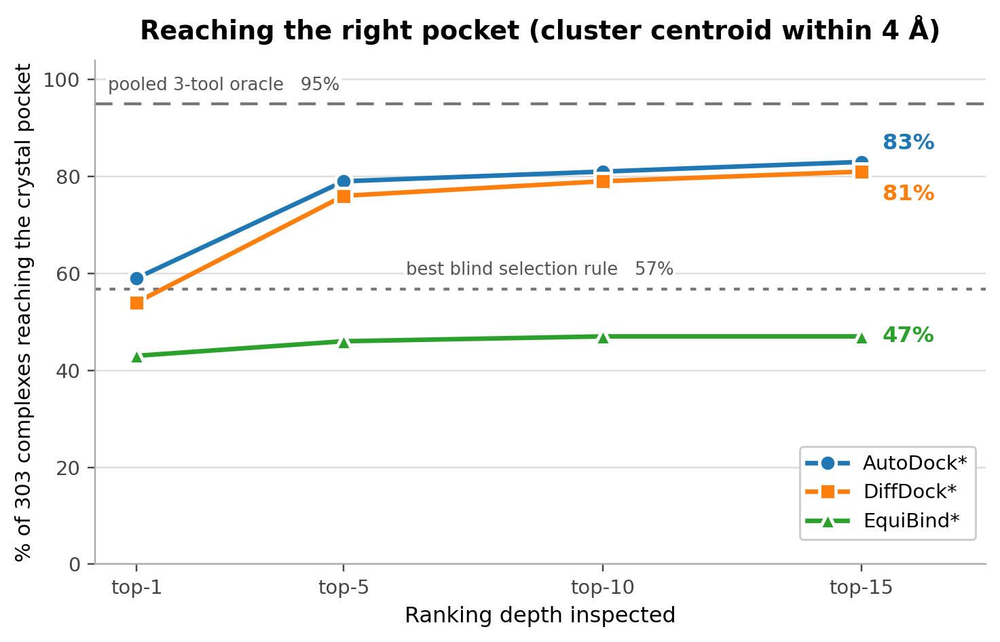 Reaching the right pocket (cluster centroid within 4 Å)
% of 303 complexes reaching the crystal pocket
100
80
60
40
20
0
pooled 3-tool oracle 95%
best blind selection rule 57%
83%
81%
47%
AutoDock*
DiffDock*
EquiBind*
top-1
top-5
top-10
top-15
Ranking depth inspected